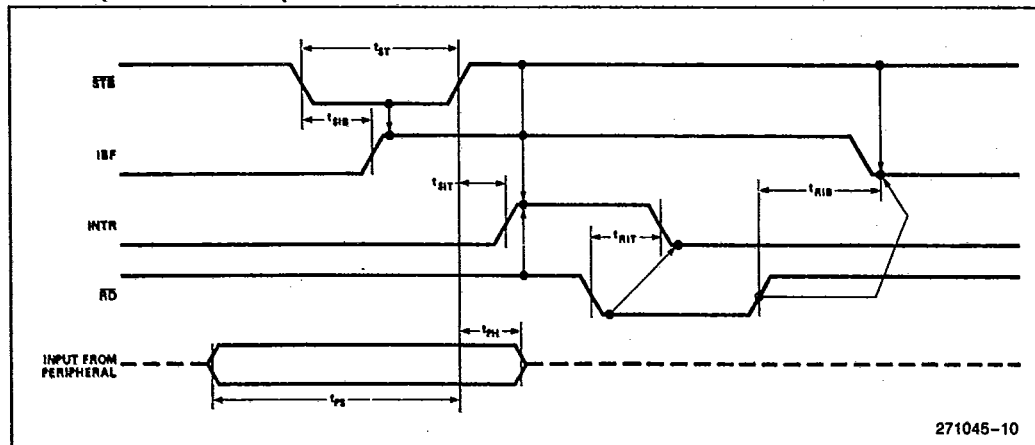 tST
STB
tSIB
IBF
tSIT
tRIB
INTR
tRIT
RD
tPH
INPUT FROM
PERIPHERAL
tPS
271045-10